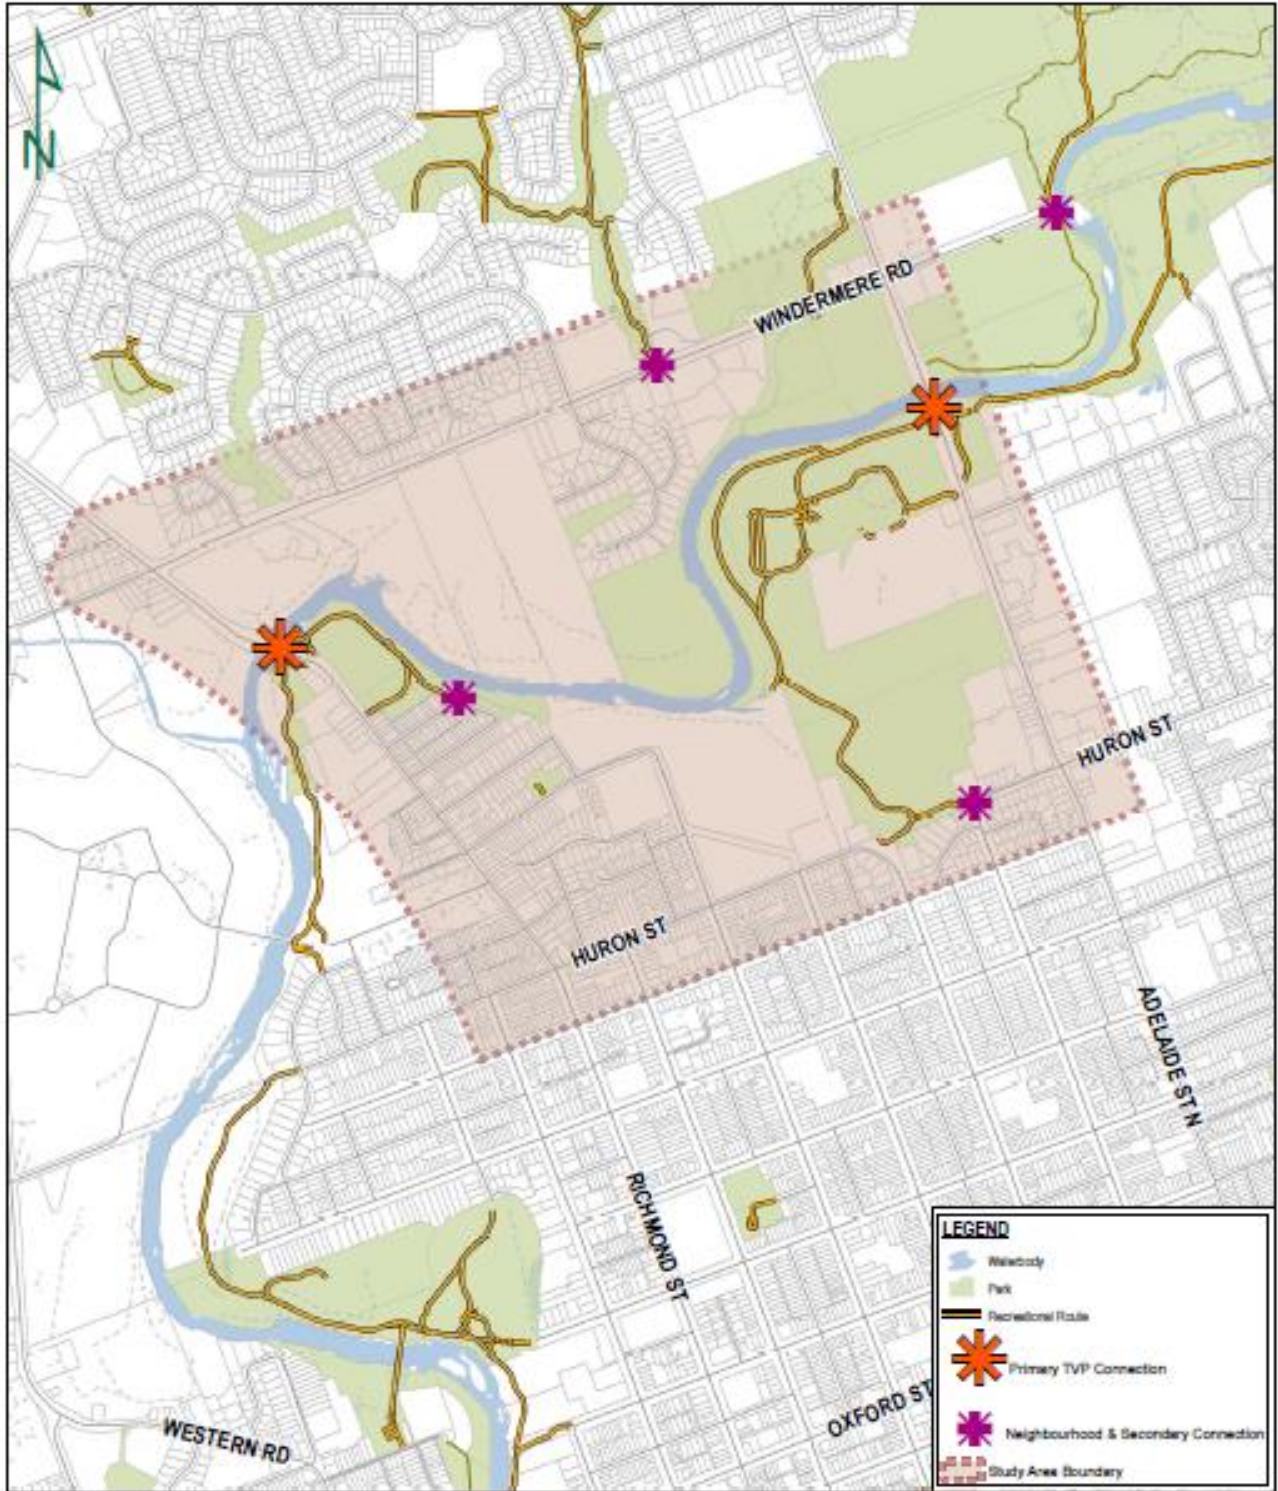 N
WINDERMERE RD
HURON ST
HURON ST
ADELAIDE ST N
RICHMOND ST
OXFORD ST
WESTERN RD
LEGEND
Waterbody
Park
Recreational Route
Primary TVP Connection
Neighbourhood & Secondary Connection
Study Area Boundary